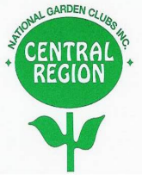 NATIONAL GARDEN CLUBS INC.
CENTRAL
REGION